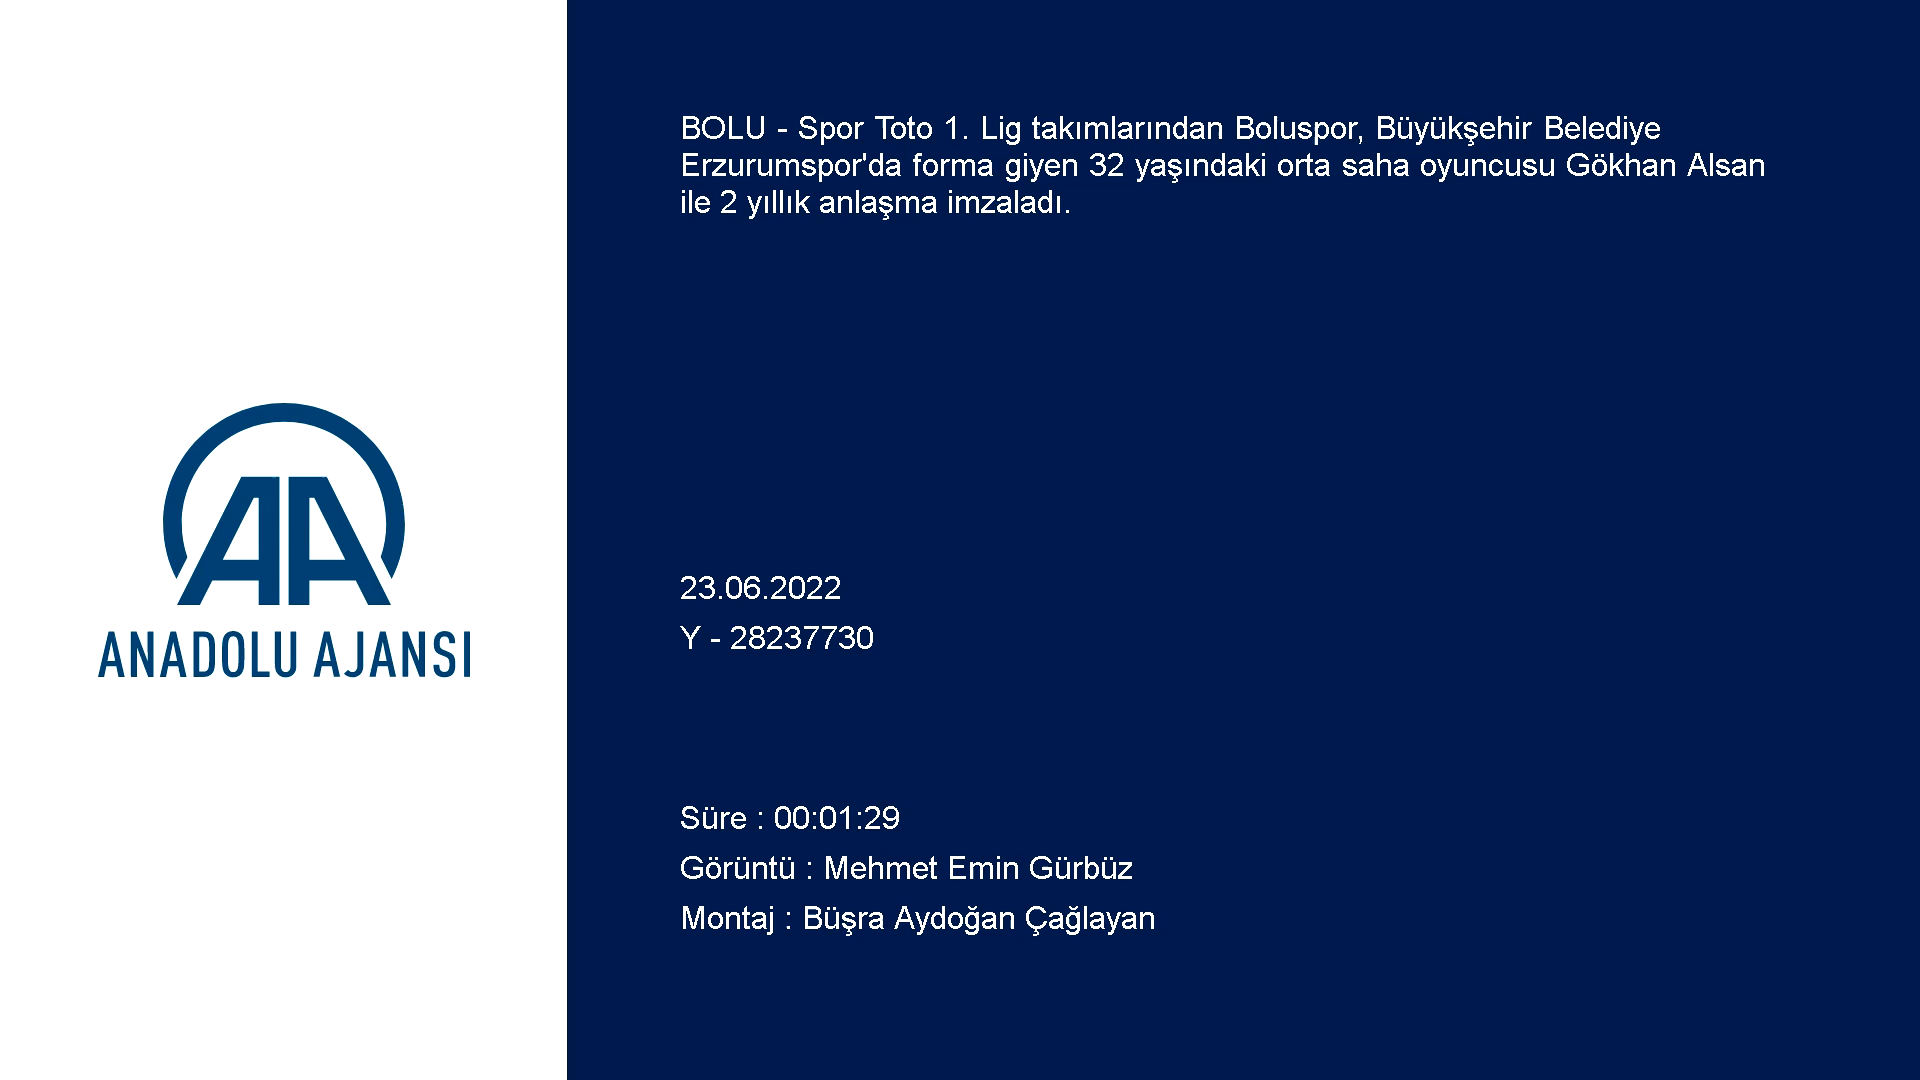 BOLU - Spor Toto 1. Lig takımlarından Boluspor, Büyükşehir Belediye
Erzurumspor'da forma giyen 32 yaşındaki orta saha oyuncusu Gökhan Alsan
ile 2 yıllık anlaşma imzaladı.
AA
ANADOLU AJANSI
23.06.2022
Y - 28237730
Süre : 00:01:29
Görüntü : Mehmet Emin Gürbüz
Montaj : Büşra Aydoğan Çağlayan